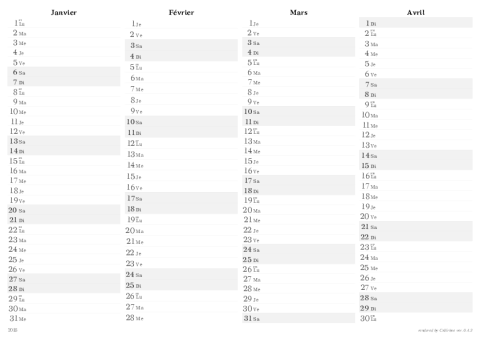 Janvier
1 Lu
2 Ma
3 Me
4 Je
5 Ve
6 Sa
7 Di
8 Lu
9 Ma
10 Me
11 Je
12 Ve
13 Sa
14 Di
15 Lu
16 Ma
17 Me
18 Je
19 Ve
20 Sa
21 Di
22 Lu
23 Ma
24 Me
25 Je
26 Ve
27 Sa
28 Di
29 Lu
30 Ma
31 Me
Février
1 Je
2 Ve
3 Sa
4 Di
5 Lu
6 Ma
7 Me
8 Je
9 Ve
10 Sa
11 Di
12 Lu
13 Ma
14 Me
15 Je
16 Ve
17 Sa
18 Di
19 Lu
20 Ma
21 Me
22 Je
23 Ve
24 Sa
25 Di
26 Lu
27 Ma
28 Me
Mars
1 Je
2 Ve
3 Sa
4 Di
5 Lu
6 Ma
7 Me
8 Je
9 Ve
10 Sa
11 Di
12 Lu
13 Ma
14 Me
15 Je
16 Ve
17 Sa
18 Di
19 Lu
20 Ma
21 Me
22 Je
23 Ve
24 Sa
25 Di
26 Lu
27 Ma
28 Me
29 Je
30 Ve
31 Sa
Avril
1 Di
2 Lu
3 Ma
4 Me
5 Je
6 Ve
7 Sa
8 Di
9 Lu
10 Ma
11 Me
12 Je
13 Ve
14 Sa
15 Di
16 Lu
17 Ma
18 Me
19 Je
20 Ve
21 Sa
22 Di
23 Lu
24 Ma
25 Me
26 Je
27 Ve
28 Sa
29 Di
30 Lu
2018